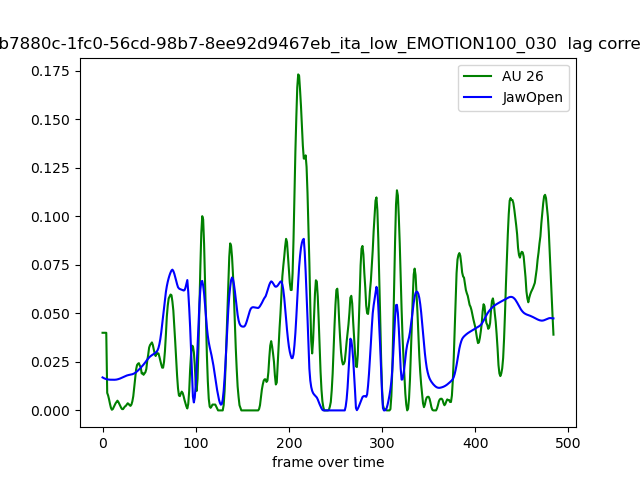 b7880c-1fc0-56cd-98b7-8ee92d9467eb_ita_low_EMOTION100_030 lag corre
AU 26
JawOpen
0.175
0.150
0.125
0.100
0.075
0.050
0.025
0.000
0 100 200 300 400 500
frame over time